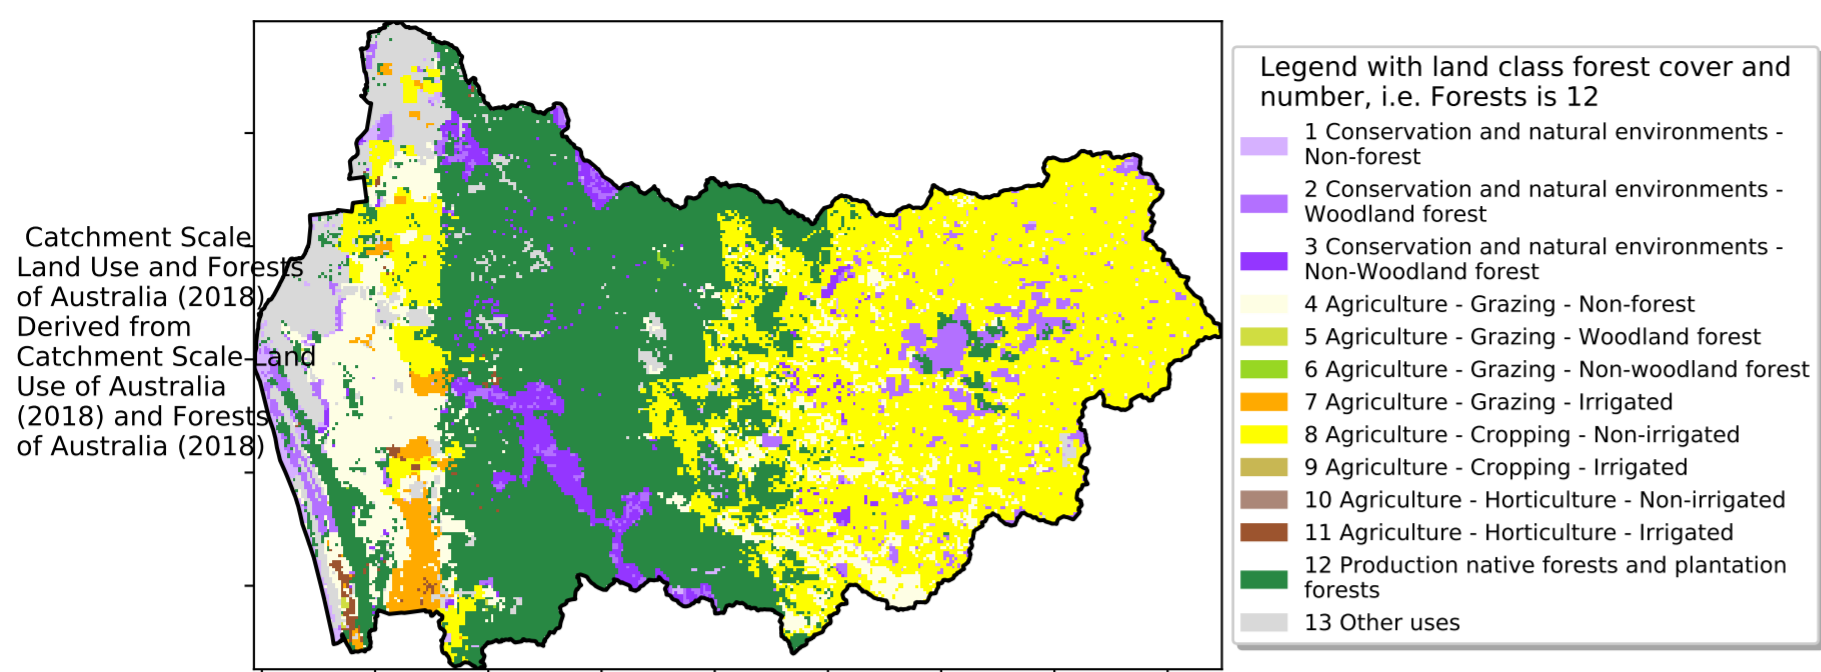 Catchment Scale
Land Use and Forests
of Australia (2018)
Derived from
Catchment Scale Land
Use of Australia
(2018) and Forests
of Australia (2018)
Legend with land class forest cover and
number, i.e. Forests is 12
1 Conservation and natural environments -
Non-forest
2 Conservation and natural environments -
Woodland forest
3 Conservation and natural environments -
Non-Woodland forest
4 Agriculture - Grazing - Non-forest
5 Agriculture - Grazing - Woodland forest
6 Agriculture - Grazing - Non-woodland forest
7 Agriculture - Grazing - Irrigated
8 Agriculture - Cropping - Non-irrigated
9 Agriculture - Cropping - Irrigated
10 Agriculture - Horticulture - Non-irrigated
11 Agriculture - Horticulture - Irrigated
12 Production native forests and plantation
forests
13 Other uses